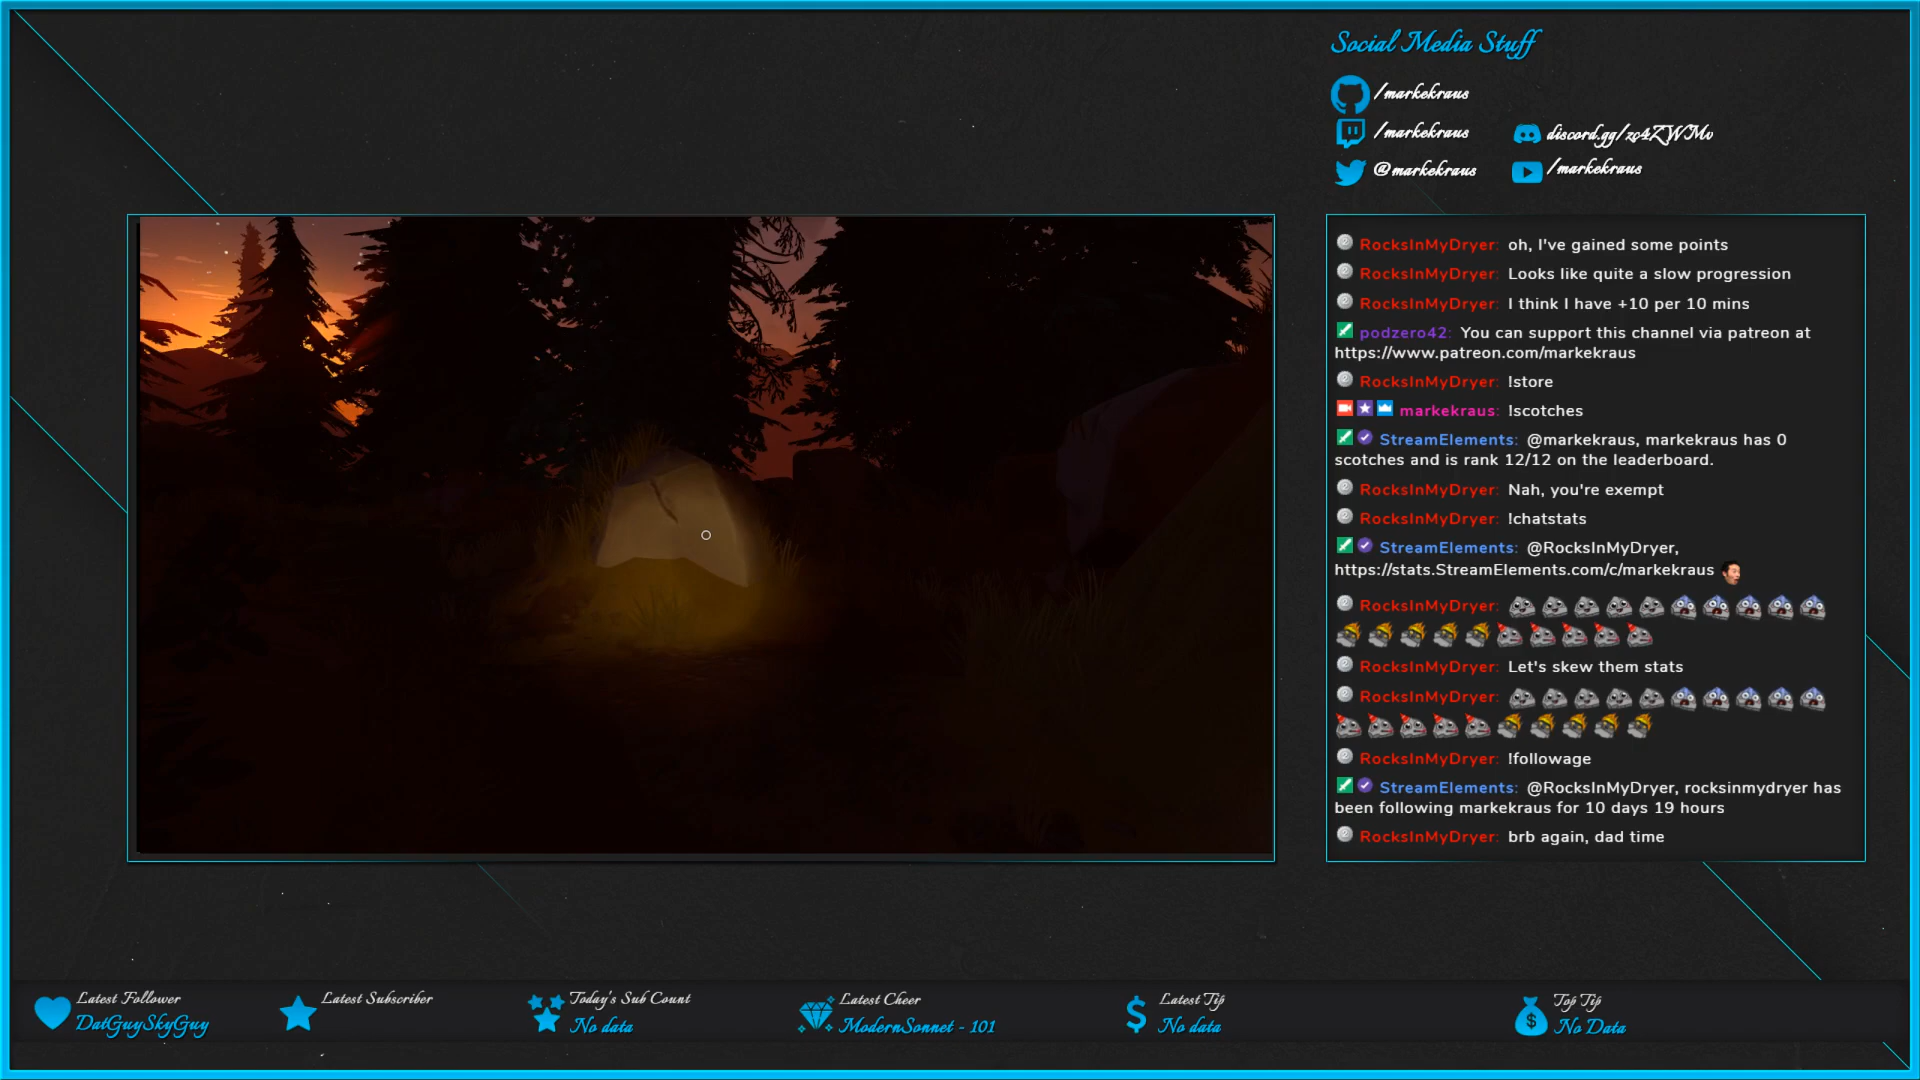 Social Media Stuff
/markekraus
/markekraus
discord.gg/zc4ZWMv
@markekraus
/markekraus
RocksInMyDryer: oh, I've gained some points
RocksInMyDryer: Looks like quite a slow progression
RocksInMyDryer: I think I have +10 per 10 mins
podzero42: You can support this channel via patreon at
https://www.patreon.com/markekraus
RocksInMyDryer: !store
markekraus: !scotches
StreamElements: @markekraus, markekraus has 0
scotches and is rank 12/12 on the leaderboard.
RocksInMyDryer: Nah, you're exempt
RocksInMyDryer: !chatstats
StreamElements: @RocksInMyDryer,
https://stats.StreamElements.com/c/markekraus
RocksInMyDryer:
RocksInMyDryer: Let's skew them stats
RocksInMyDryer:
RocksInMyDryer: !followage
StreamElements: @RocksInMyDryer, rocksinmydryer has
been following markekraus for 10 days 19 hours
RocksInMyDryer: brb again, dad time
Latest Follower
DatGuySkyGuy
Latest Subscriber
Today's Sub Count
No data
Latest Cheer
ModernSonnet - 101
Latest Tip
No data
Top Tip
No Data